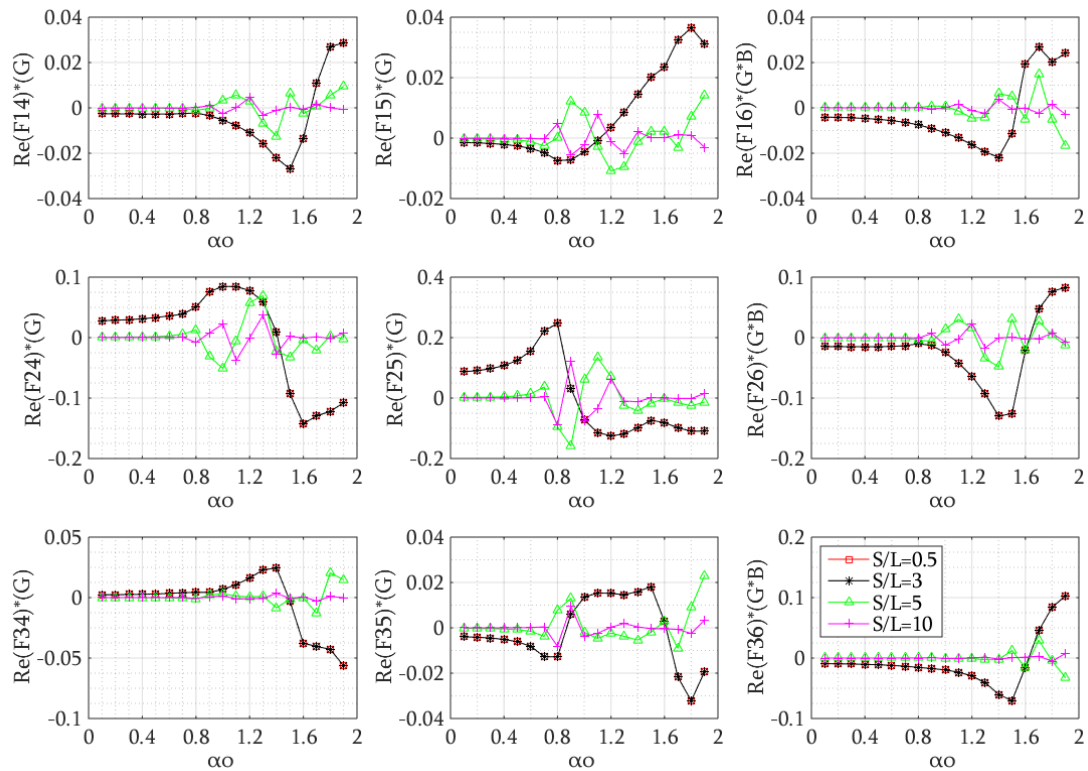 0.04
0.02
0
-0.02
-0.04
Re(F14)*(G)
0 0.4 0.8 1.2 1.6 2
αo
0.04
0.02
0
-0.02
Re(F15)*(G)
0 0.4 0.8 1.2 1.6 2
αo
0.04
0.02
0
-0.02
-0.04
Re(F16)*(G*B)
0 0.4 0.8 1.2 1.6 2
αo
0.1
0
-0.1
-0.2
Re(F24)*(G)
0 0.4 0.8 1.2 1.6 2
αo
0.4
0.2
0
-0.2
Re(F25)*(G)
0 0.4 0.8 1.2 1.6 2
αo
0.1
0
-0.1
-0.2
Re(F26)*(G*B)
0 0.4 0.8 1.2 1.6 2
αo
0.05
0
-0.05
-0.1
Re(F34)*(G)
0 0.4 0.8 1.2 1.6 2
αo
0.04
0.02
0
-0.02
-0.04
Re(F35)*(G)
0 0.4 0.8 1.2 1.6 2
αo
0.2
0.1
0
-0.1
Re(F36)*(G*B)
S/L=0.5
S/L=3
S/L=5
S/L=10
0 0.4 0.8 1.2 1.6 2
αo